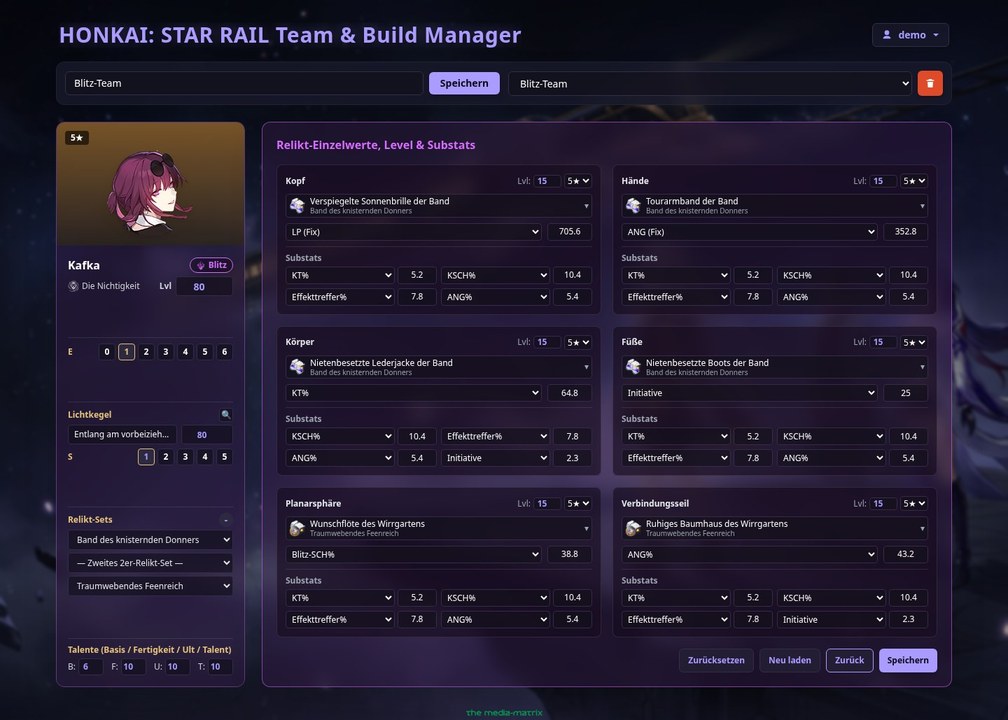 HONKAI: STAR RAIL Team & Build Manager
demo
Blitz-Team Speichern Blitz-Team
5★
Kafka Blitz
Die Nichtigkeit Lvl 80
E 0 1 2 3 4 5 6
Lichtkegel
Entlang am vorbeizieh... 80
S 1 2 3 4 5
Relikt-Sets -
Band des knisternden Donners
— Zweites 2er-Relikt-Set —
Traumwebendes Feenreich
Talente (Basis / Fertigkeit / Ult / Talent)
B: 6 F: 10 U: 10 T: 10
Relikt-Einzelwerte, Level & Substats
Kopf Lvl: 15 5★
Verspiegelte Sonnenbrille der Band
Band des knisternden Donners
LP (Fix) 705.6
Substats
KT% 5.2 KSCH% 10.4
Effekttreffer% 7.8 ANG% 5.4
Hände Lvl: 15 5★
Tourarmband der Band
Band des knisternden Donners
ANG (Fix) 352.8
Substats
KT% 5.2 KSCH% 10.4
Effekttreffer% 7.8 ANG% 5.4
Körper Lvl: 15 5★
Nietenbesetzte Lederjacke der Band
Band des knisternden Donners
KT% 64.8
Substats
KSCH% 10.4 Effekttreffer% 7.8
ANG% 5.4 Initiative 2.3
Füße Lvl: 15 5★
Nietenbesetzte Boots der Band
Band des knisternden Donners
Initiative 25
Substats
KT% 5.2 KSCH% 10.4
Effekttreffer% 7.8 ANG% 5.4
Planarsphäre Lvl: 15 5★
Wunschflöte des Wirrgartens
Traumwebendes Feenreich
Blitz-SCH% 38.8
Substats
KT% 5.2 KSCH% 10.4
Effekttreffer% 7.8 ANG% 5.4
Verbindungsseil Lvl: 15 5★
Ruhiges Baumhaus des Wirrgartens
Traumwebendes Feenreich
ANG% 43.2
Substats
KT% 5.2 KSCH% 10.4
Effekttreffer% 7.8 Initiative 2.3
Zurücksetzen Neu laden Zurück Speichern
the media-matrix